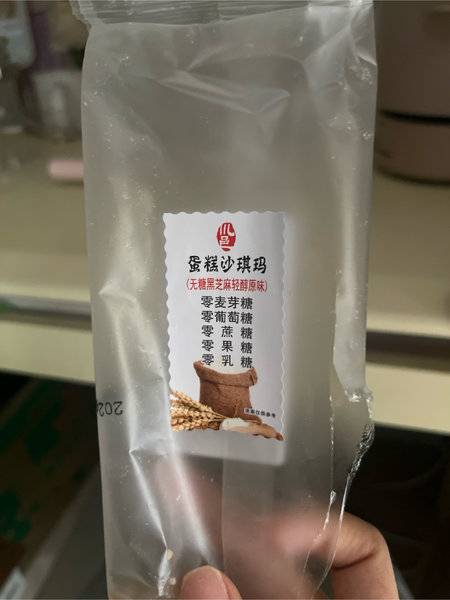 蛋糕沙琪玛
(无糖黑芝麻轻醇原味)
零麦芽糖
零葡萄糖
零蔗糖
零果糖
零乳糖
202